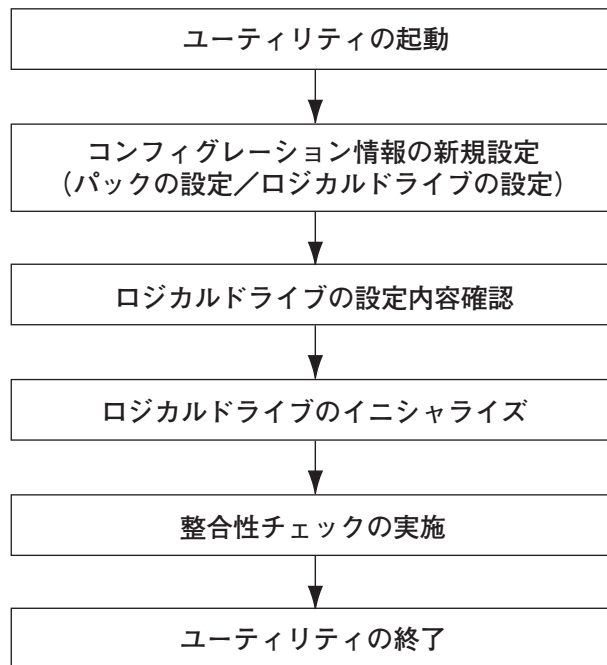 ユーティリティの起動
コンフィグレーション情報の新規設定
（パックの設定／ロジカルドライブの設定）
ロジカルドライブの設定内容確認
ロジカルドライブのイニシャライズ
整合性チェックの実施
ユーティリティの終了